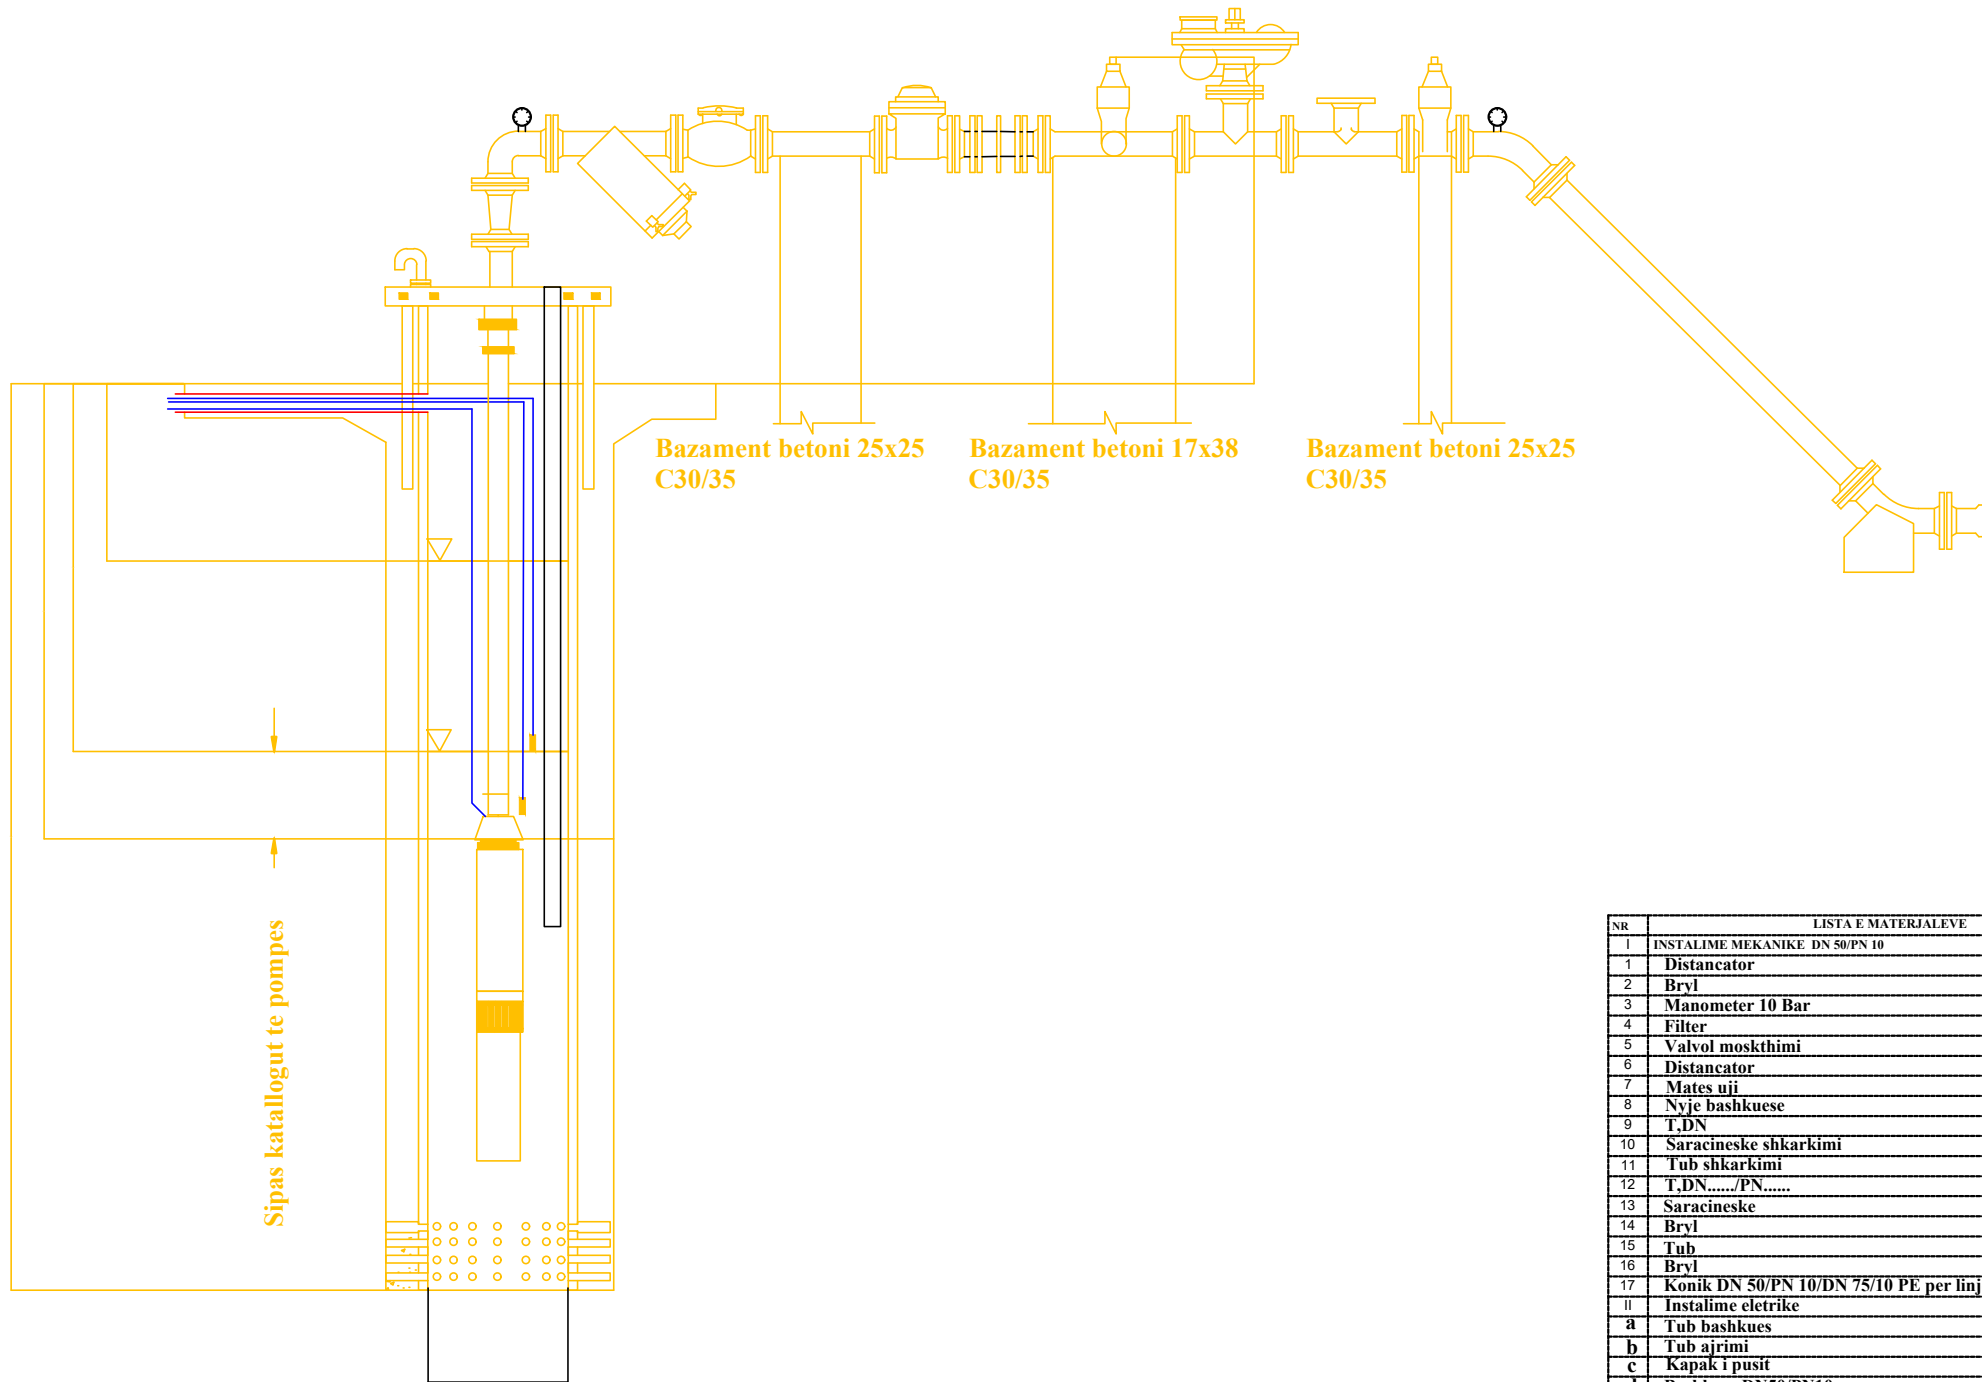 Bazament betoni 25x25
C30/35
Bazament betoni 17x38
C30/35
Bazament betoni 25x25
C30/35
Sipas katallogut te pompes
NR LISTA E MATERJALEVE
I INSTALIME MEKANIKE DN 50/PN 10
1 Distancator
2 Bryl
3 Manometer 10 Bar
4 Filter
5 Valvol moskthimi
6 Distancator
7 Mates uji
8 Nyje bashkuese
9 T,DN
10 Saracineske shkarkimi
11 Tub shkarkimi
12 T,DN....../PN......
13 Saracineske
14 Bryl
15 Tub
16 Bryl
17 Konik DN 50/PN 10/DN 75/10 PE per linj
II Instalime eletrike
a Tub bashkues
b Tub ajrimi
c Kapak i pusit